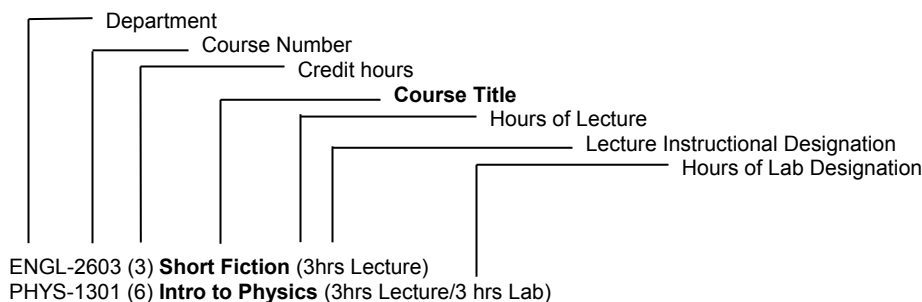 Department
Course Number
Credit hours
Course Title
Hours of Lecture
Lecture Instructional Designation
Hours of Lab Designation
ENGL-2603 (3) Short Fiction (3hrs Lecture)
PHYS-1301 (6) Intro to Physics (3hrs Lecture/3 hrs Lab)